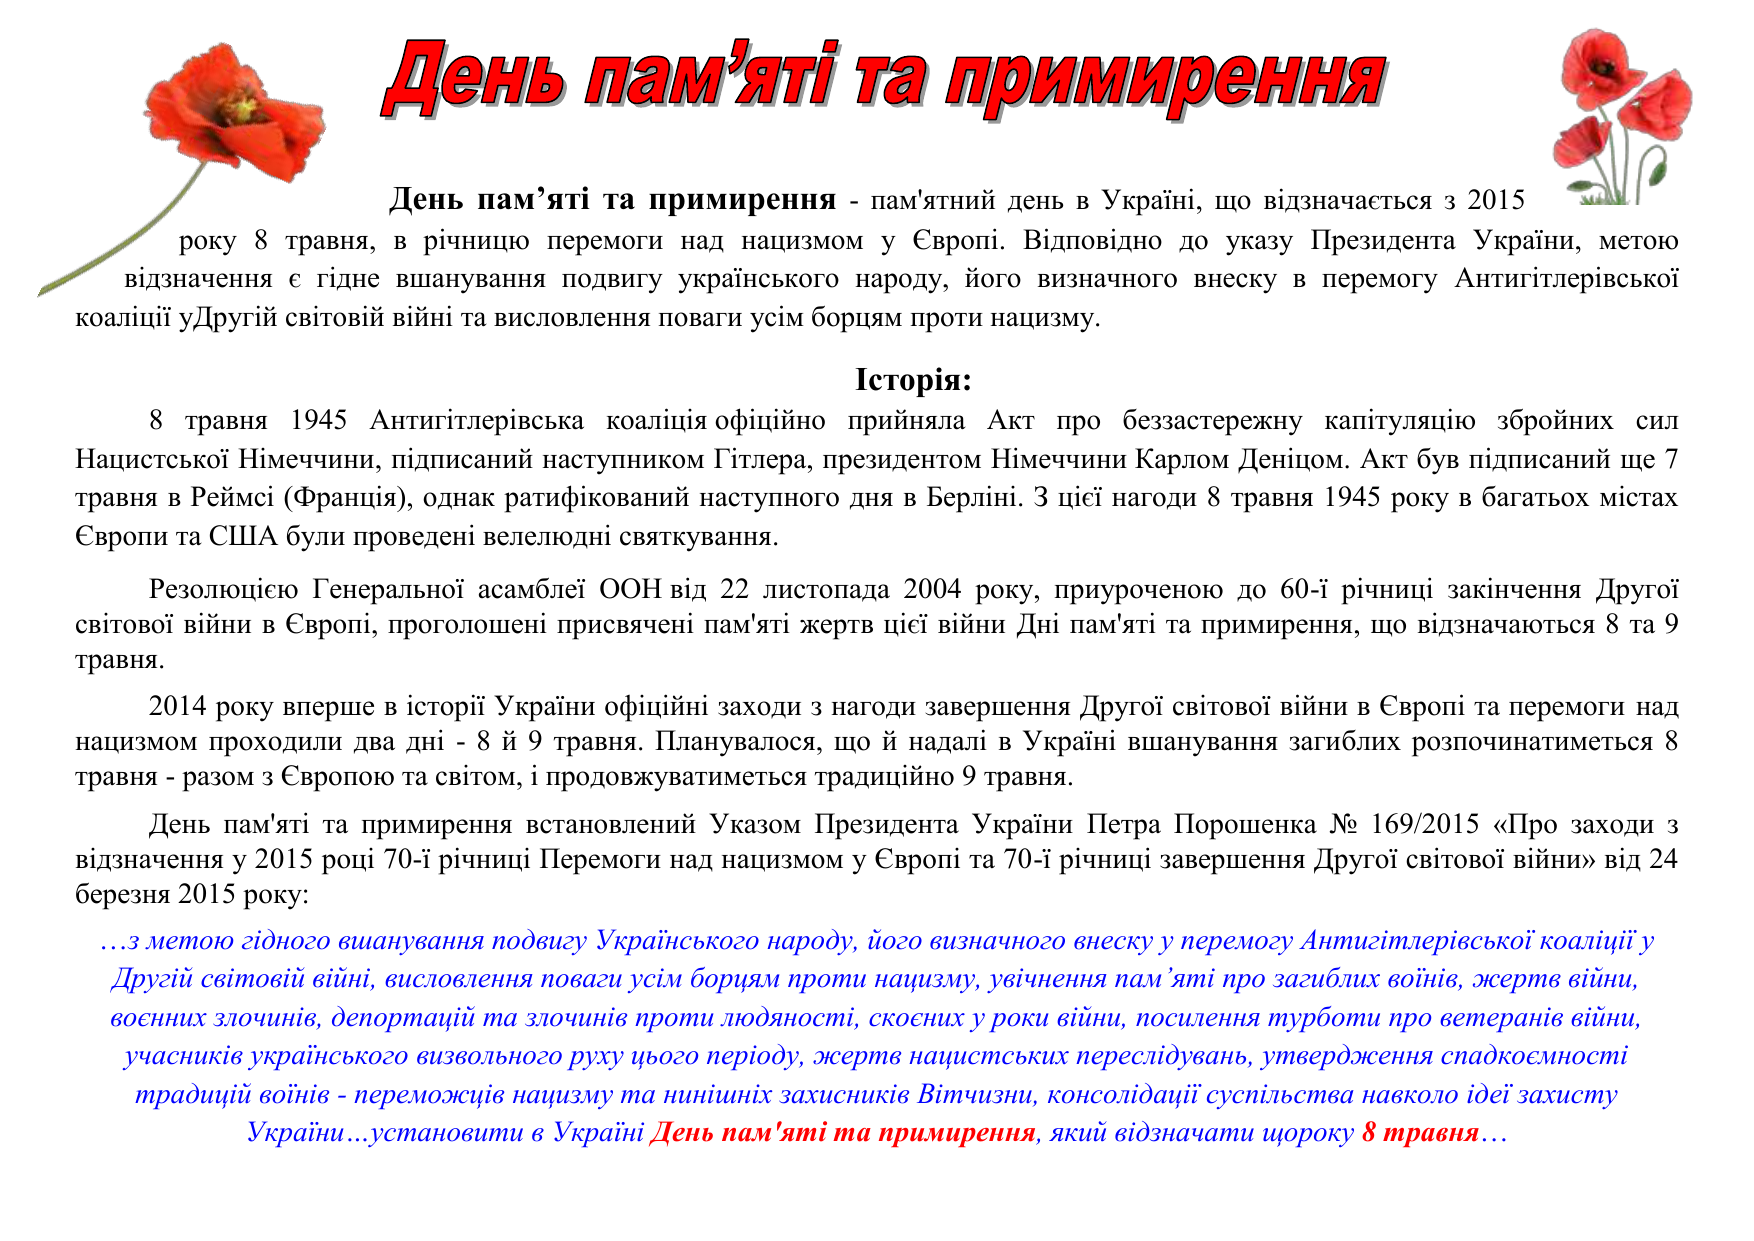 День пам’яті та примирення
День пам’яті та примирення - пам'ятний день в Україні, що відзначається з 2015
року 8 травня, в річницю перемоги над нацизмом у Європі. Відповідно до указу Президента України, метою
відзначення є гідне вшанування подвигу українського народу, його визначного внеску в перемогу Антигітлерівської
коаліції уДругій світовій війні та висловлення поваги усім борцям проти нацизму.
Історія:
8 травня 1945 Антигітлерівська коаліція офіційно прийняла Акт про беззастережну капітуляцію збройних сил
Нацистської Німеччини, підписаний наступником Гітлера, президентом Німеччини Карлом Деніцом. Акт був підписаний ще 7
травня в Реймсі (Франція), однак ратифікований наступного дня в Берліні. З цієї нагоди 8 травня 1945 року в багатьох містах
Європи та США були проведені велелюдні святкування.
Резолюцією Генеральної асамблеї ООН від 22 листопада 2004 року, приуроченою до 60-ї річниці закінчення Другої
світової війни в Європі, проголошені присвячені пам'яті жертв цієї війни Дні пам'яті та примирення, що відзначаються 8 та 9
травня.
2014 року вперше в історії України офіційні заходи з нагоди завершення Другої світової війни в Європі та перемоги над
нацизмом проходили два дні - 8 й 9 травня. Планувалося, що й надалі в Україні вшанування загиблих розпочинатиметься 8
травня - разом з Європою та світом, і продовжуватиметься традиційно 9 травня.
День пам'яті та примирення встановлений Указом Президента України Петра Порошенка № 169/2015 «Про заходи з
відзначення у 2015 році 70-ї річниці Перемоги над нацизмом у Європі та 70-ї річниці завершення Другої світової війни» від 24
березня 2015 року:
…з метою гідного вшанування подвигу Українського народу, його визначного внеску у перемогу Антигітлерівської коаліції у
Другій світовій війні, висловлення поваги усім борцям проти нацизму, увічнення пам’яті про загиблих воїнів, жертв війни,
воєнних злочинів, депортацій та злочинів проти людяності, скоєних у роки війни, посилення турботи про ветеранів війни,
учасників українського визвольного руху цього періоду, жертв нацистських переслідувань, утвердження спадкоємності
традицій воїнів - переможців нацизму та нинішніх захисників Вітчизни, консолідації суспільства навколо ідеї захисту
України…установити в Україні День пам'яті та примирення, який відзначати щороку 8 травня…